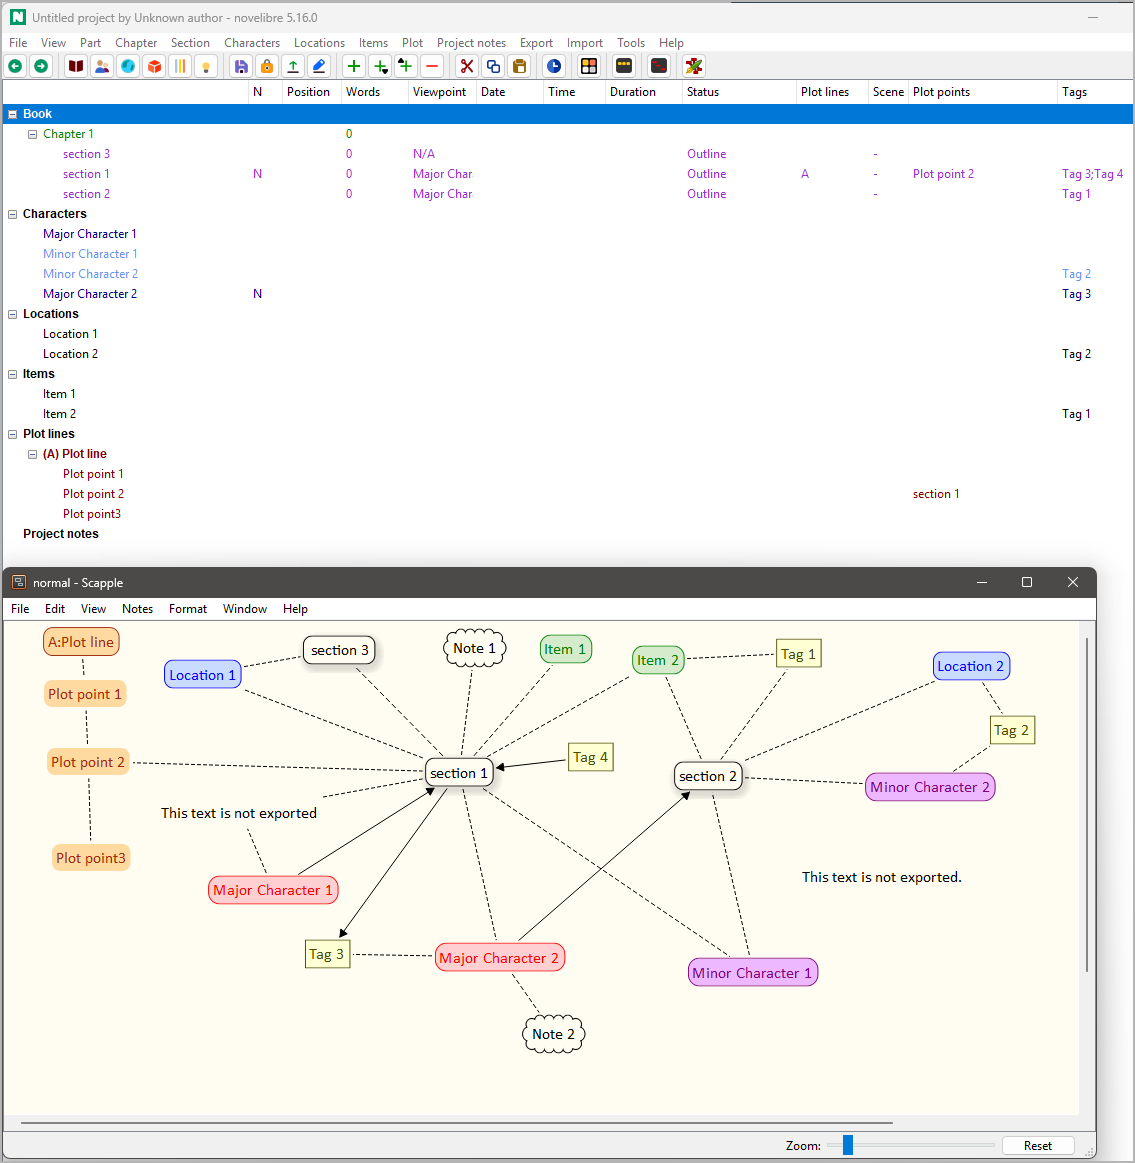 Untitled project by Unknown author - novelibre 5.16.0
File View Part Chapter Section Characters Locations Items Plot Project notes Export Import Tools Help
N Position Words Viewpoint Date Time Duration Status Plot lines Scene Plot points Tags
Book
Chapter 1 0
section 3 0 N/A Outline -
section 1 N 0 Major Char Outline A - Plot point 2 Tag 3;Tag 4
section 2 0 Major Char Outline - Tag 1
Characters
Major Character 1
Minor Character 1
Minor Character 2 Tag 2
Major Character 2 N Tag 3
Locations
Location 1
Location 2 Tag 2
Items
Item 1
Item 2 Tag 1
Plot lines
(A) Plot line
Plot point 1
Plot point 2 section 1
Plot point3
Project notes
normal - Scapple
File Edit View Notes Format Window Help
A:Plot line
section 3
Note 1
Item 1
Item 2
Tag 1
Location 2
Location 1
Plot point 1
Tag 2
Plot point 2
section 1
Tag 4
section 2
Minor Character 2
This text is not exported
Plot point3
Major Character 1
This text is not exported.
Tag 3
Major Character 2
Minor Character 1
Note 2
Zoom: Reset